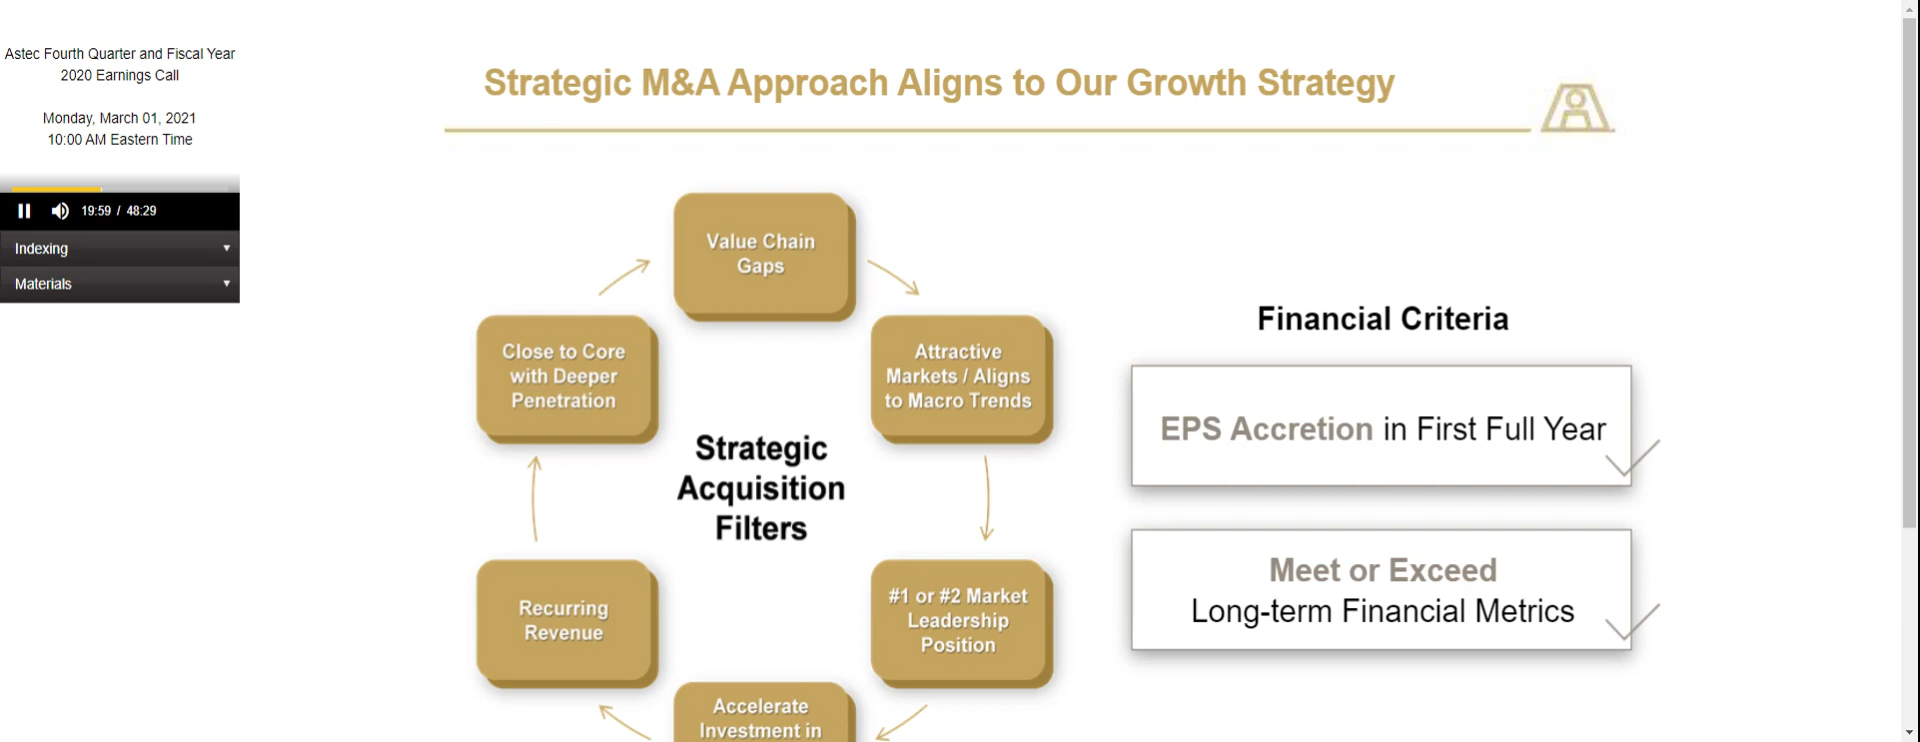 Astec Fourth Quarter and Fiscal Year
2020 Earnings Call
Monday, March 01, 2021
10:00 AM Eastern Time
19:59 / 48:29
Indexing
Materials
Strategic M&A Approach Aligns to Our Growth Strategy
Value Chain
Gaps
Attractive
Markets / Aligns
to Macro Trends
#1 or #2 Market
Leadership
Position
Accelerate
Investment in
Recurring
Revenue
Close to Core
with Deeper
Penetration
Strategic
Acquisition
Filters
Financial Criteria
EPS Accretion in First Full Year
Meet or Exceed
Long-term Financial Metrics